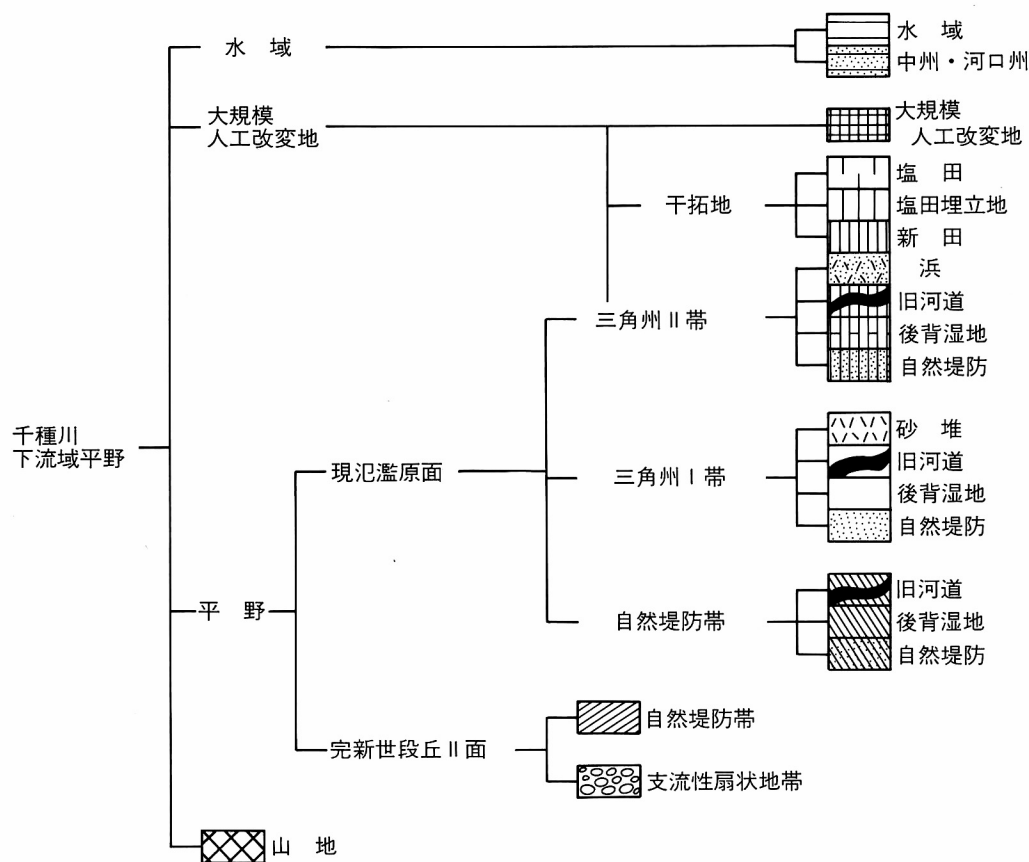 水 域
水 域
中州・河口州
大規模
人工改変地
大規模
人工改変地
塩 田
干拓地
塩田埋立地
新 田
浜
旧河道
三角州Ⅱ帯
後背湿地
自然堤防
千種川
下流域平野
砂 堆
現氾濫原面
三角州Ⅰ帯
旧河道
後背湿地
自然堤防
平 野
旧河道
自然堤防帯
後背湿地
自然堤防
完新世段丘Ⅱ面
自然堤防帯
支流性扇状地帯
山 地